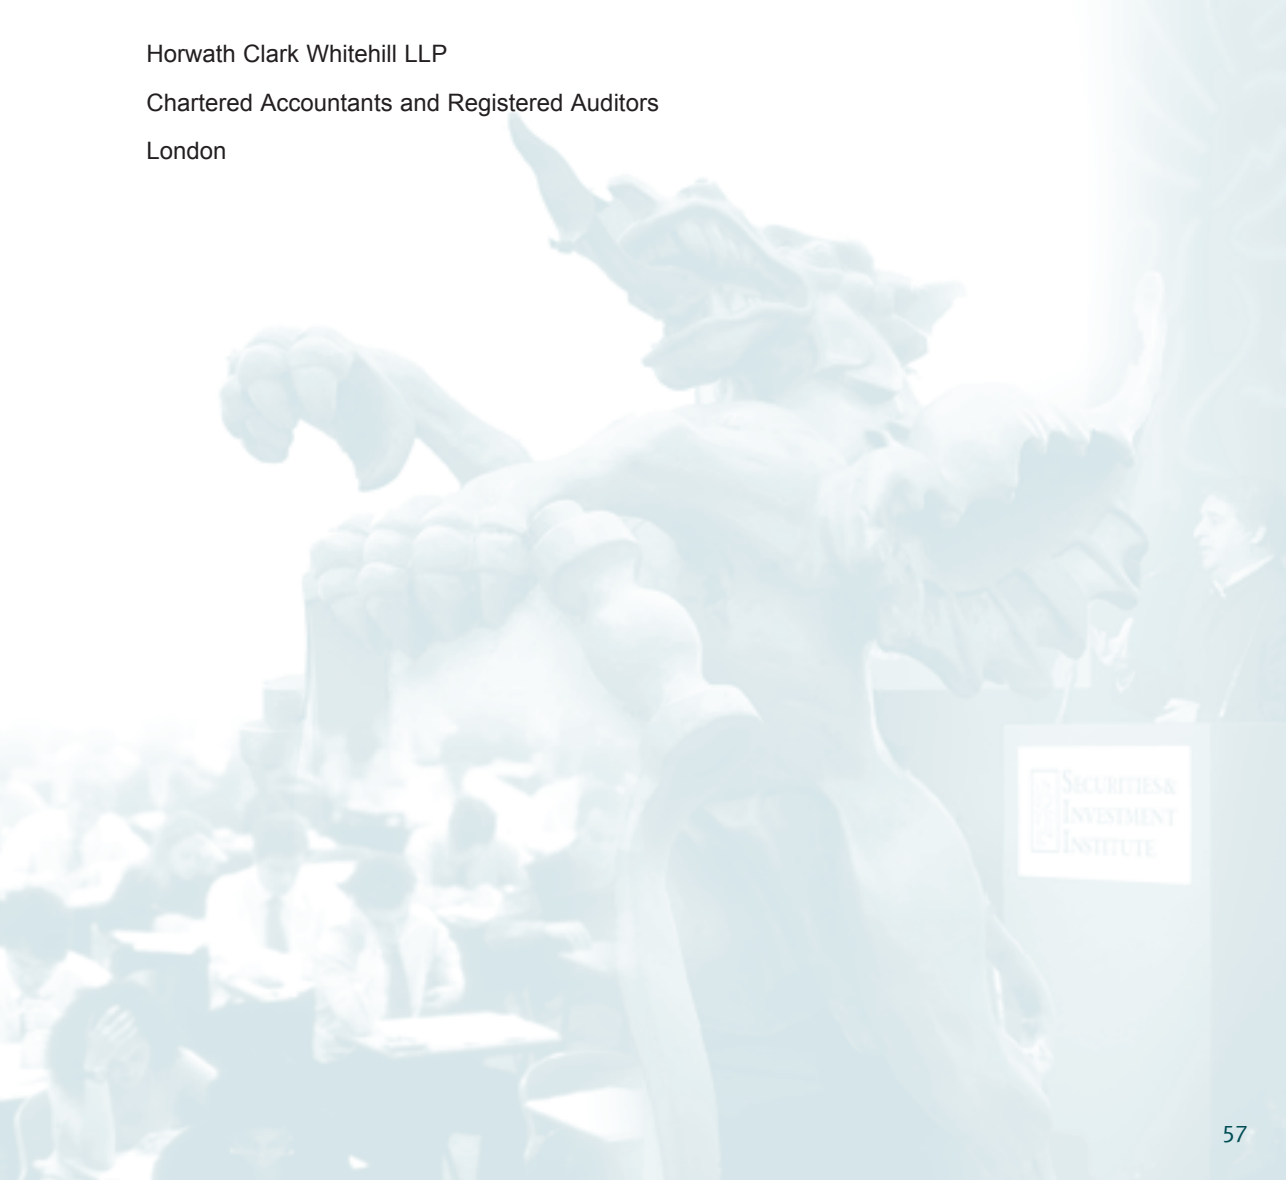 Horwath Clark Whitehill LLP
Chartered Accountants and Registered Auditors
London
SECURITIES &
INVESTMENT
INSTITUTE
57